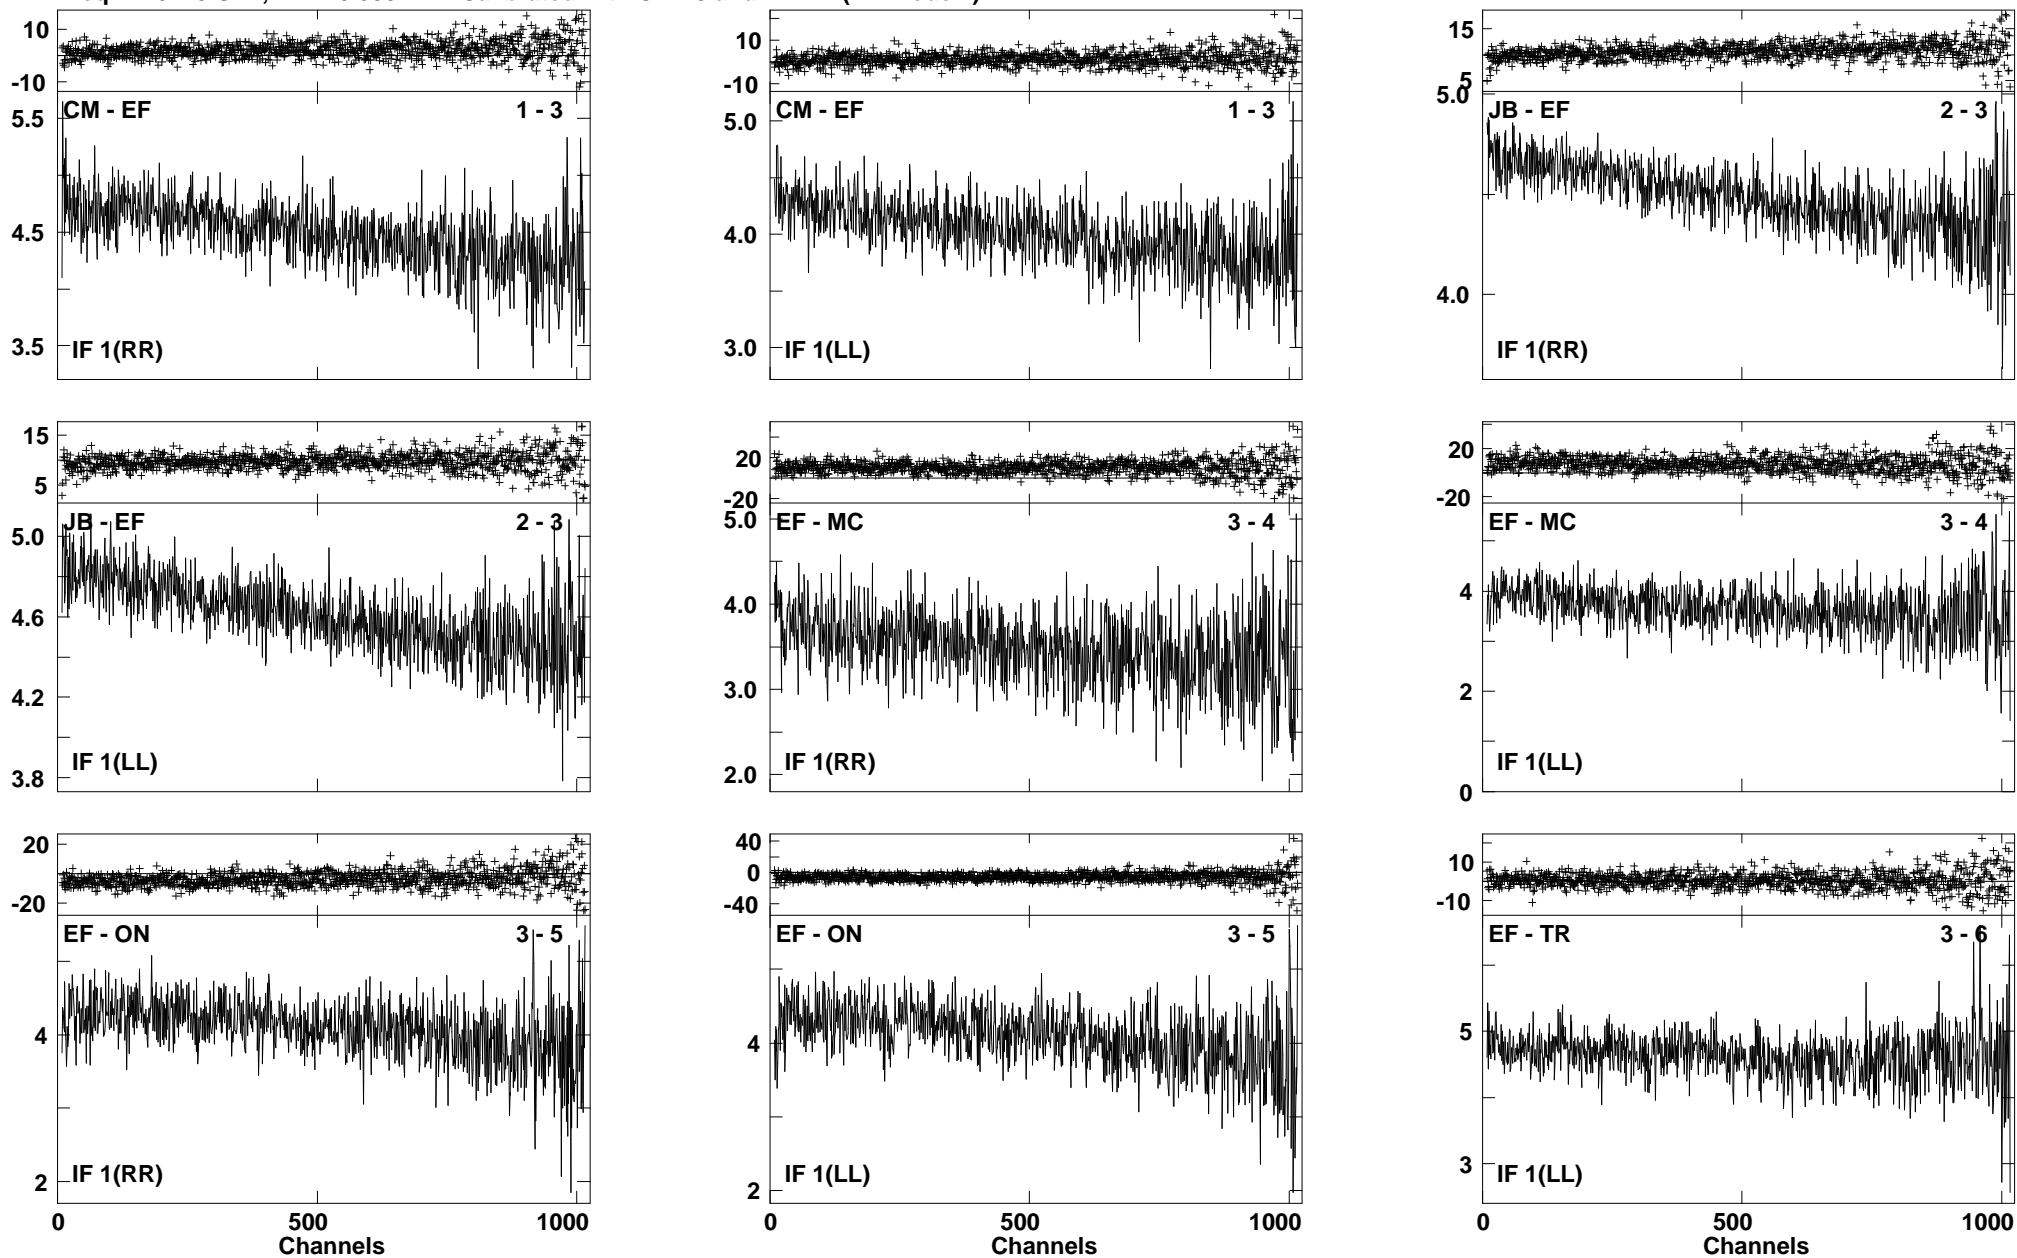 10
-10
CM - EF 1 - 3
5.5
4.5
3.5
IF 1(RR)
10
-10
CM - EF 1 - 3
5.0
4.0
3.0
IF 1(LL)
15
5
5.0
JB - EF 2 - 3
4.0
IF 1(RR)
15
5
JB - EF 2 - 3
5.0
4.6
4.2
3.8
IF 1(LL)
20
-20
5.0
EF - MC 3 - 4
4.0
3.0
2.0
IF 1(RR)
20
-20
EF - MC 3 - 4
4
2
0
IF 1(LL)
20
-20
EF - ON 3 - 5
4
2
IF 1(RR)
0 500 1000
Channels
40
0
-40
EF - ON 3 - 5
4
2
IF 1(LL)
0 500 1000
Channels
10
-10
EF - TR 3 - 6
5
3
IF 1(LL)
0 500 1000
Channels